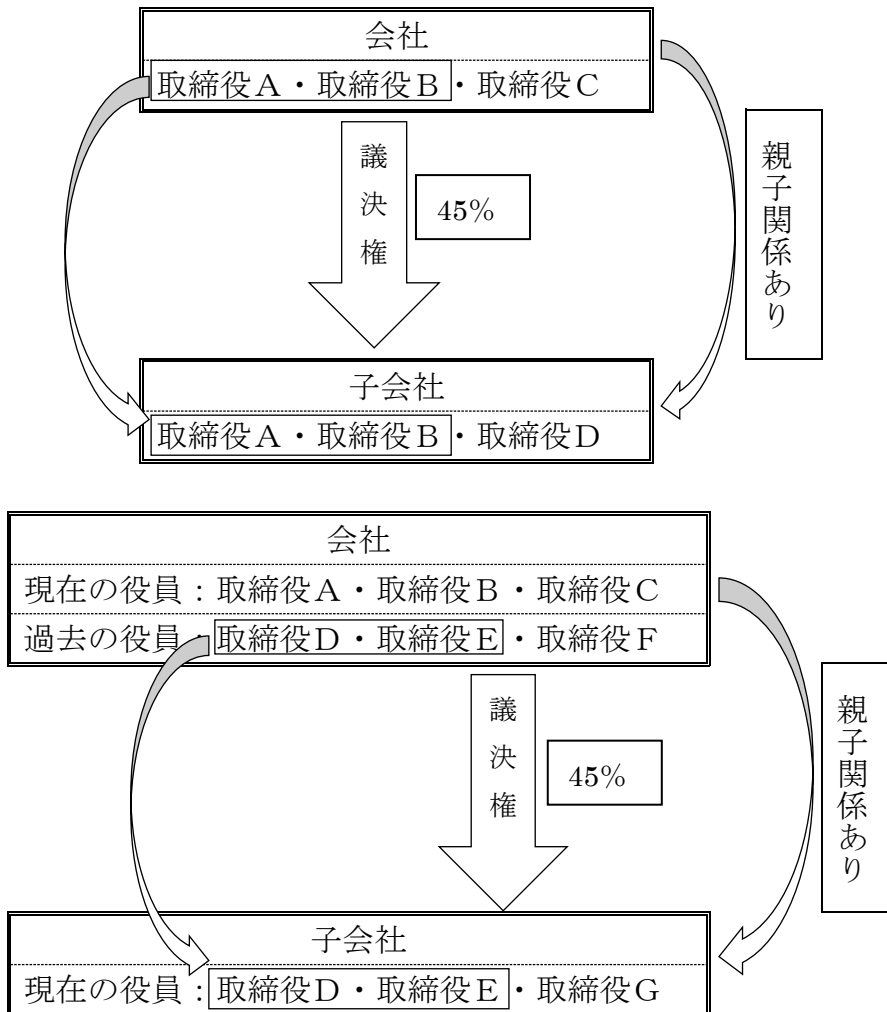 会社
取締役A・取締役B・取締役C
議決権
45%
親子関係あり
子会社
取締役A・取締役B・取締役D
会社
現在の役員：取締役A・取締役B・取締役C
過去の役員：取締役D・取締役E・取締役F
議決権
45%
親子関係あり
子会社
現在の役員：取締役D・取締役E・取締役G